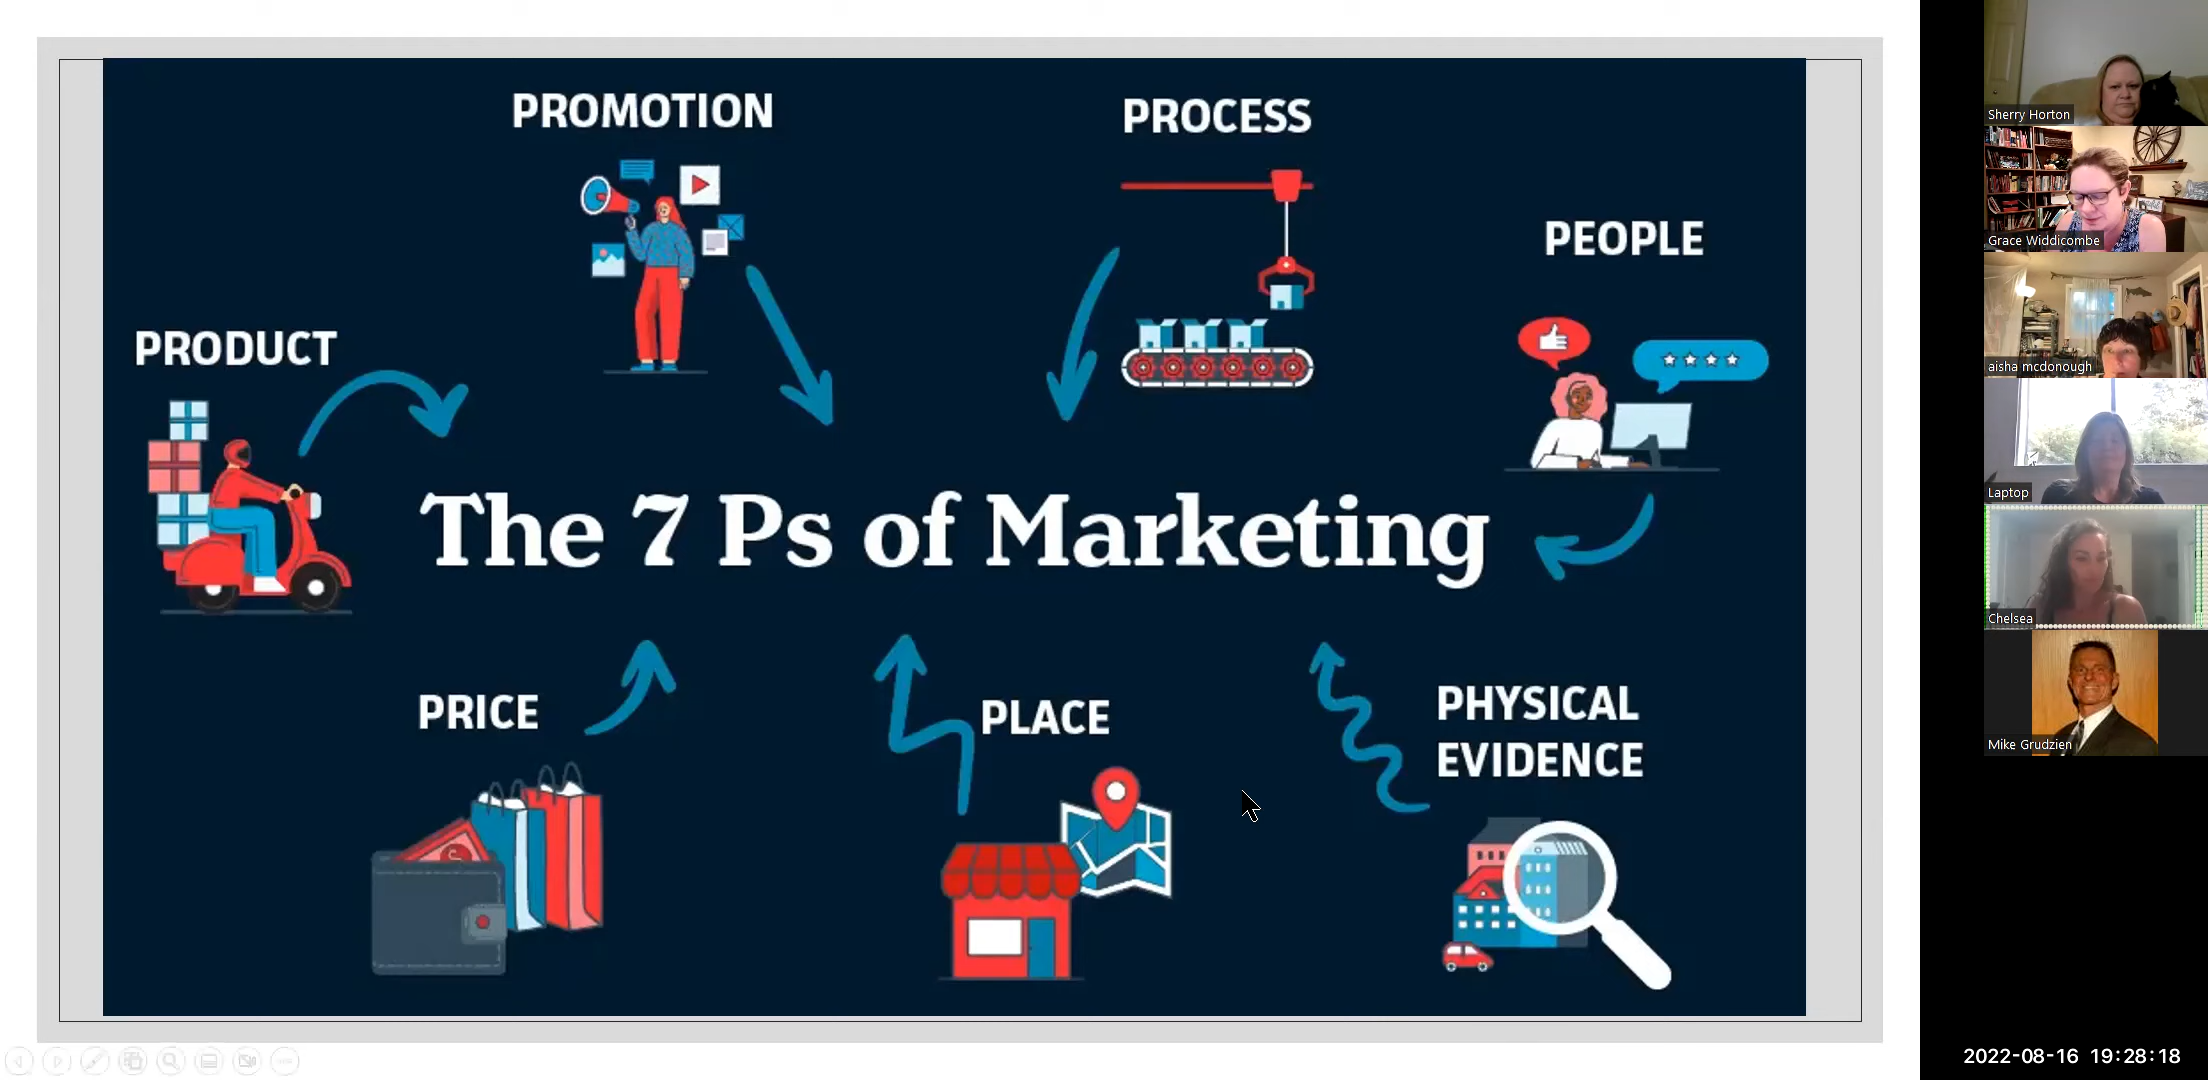 PROMOTION
PROCESS
PEOPLE
PRODUCT
The 7 Ps of Marketing
PRICE
PLACE
PHYSICAL
EVIDENCE
Sherry Horton
Grace Widdicombe
aisha mcdonough
Laptop
Chelsea
Mike Grudzien
2022-08-16 19:28:18